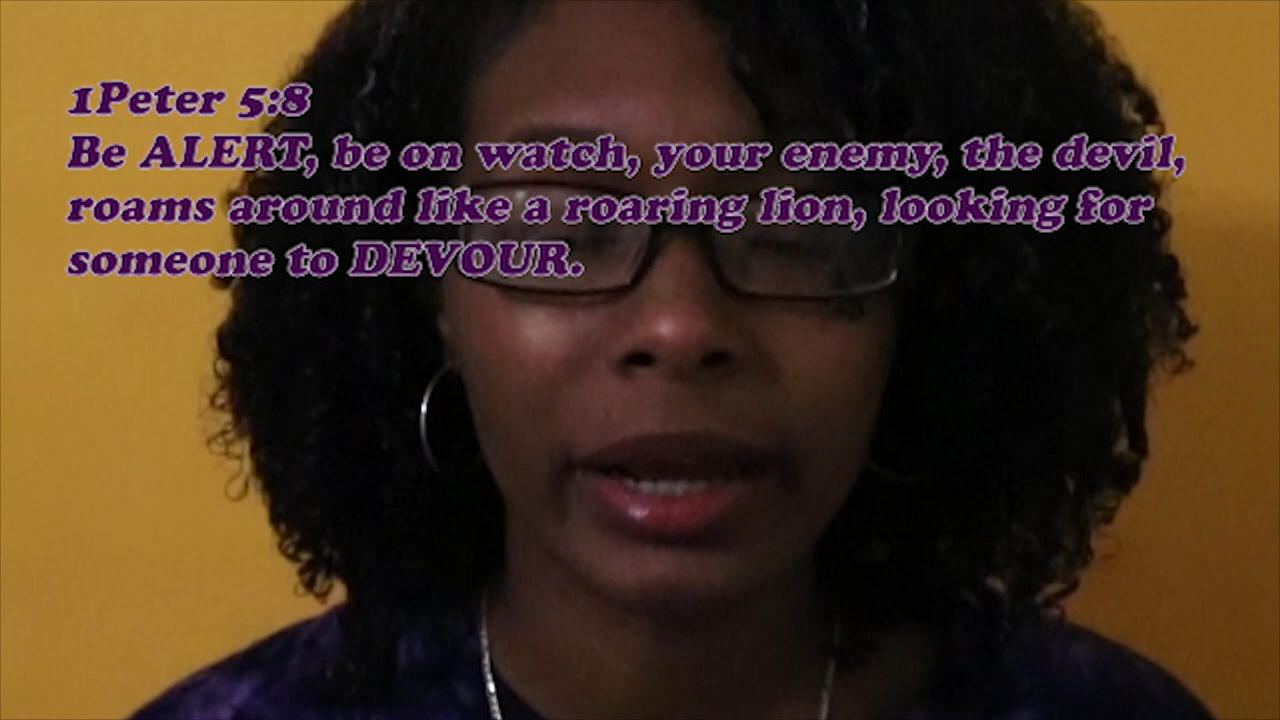 1Peter 5:8
Be ALERT, be on watch, your enemy, the devil,
roams around like a roaring lion, looking for
someone to DEVOUR.